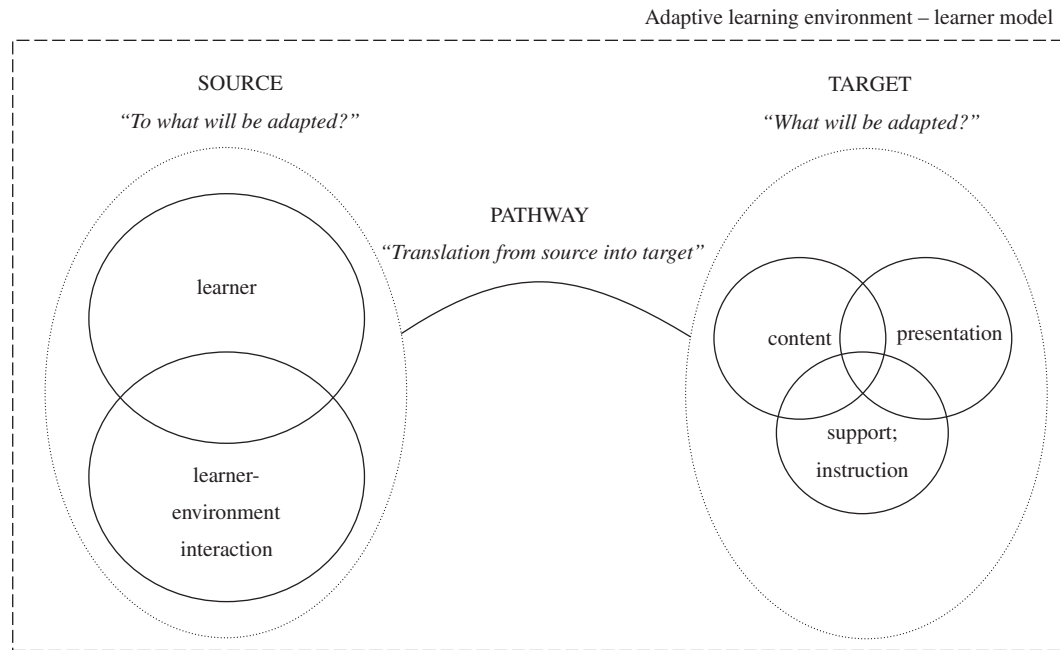 Adaptive learning environment – learner model
SOURCE
“To what will be adapted?”
TARGET
“What will be adapted?”
PATHWAY
“Translation from source into target”
learner
learner-
environment
interaction
content
presentation
support;
instruction